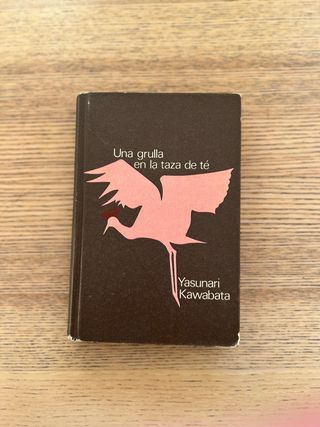 Una grulla
en la taza de té
Yasunari
Kawabata